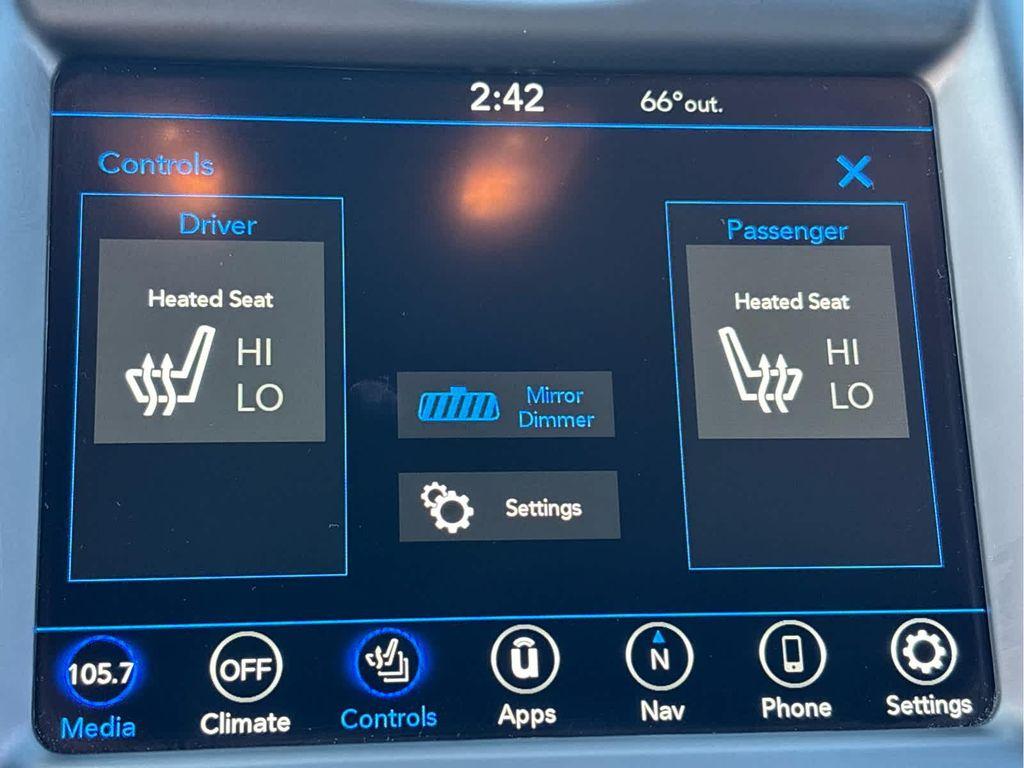 2:42 66° out.
Controls
Driver
Heated Seat
HI
LO
Mirror
Dimmer
Settings
Passenger
Heated Seat
HI
LO
105.7
Media
OFF
Climate
Controls
u
Apps
N
Nav
Phone
Settings